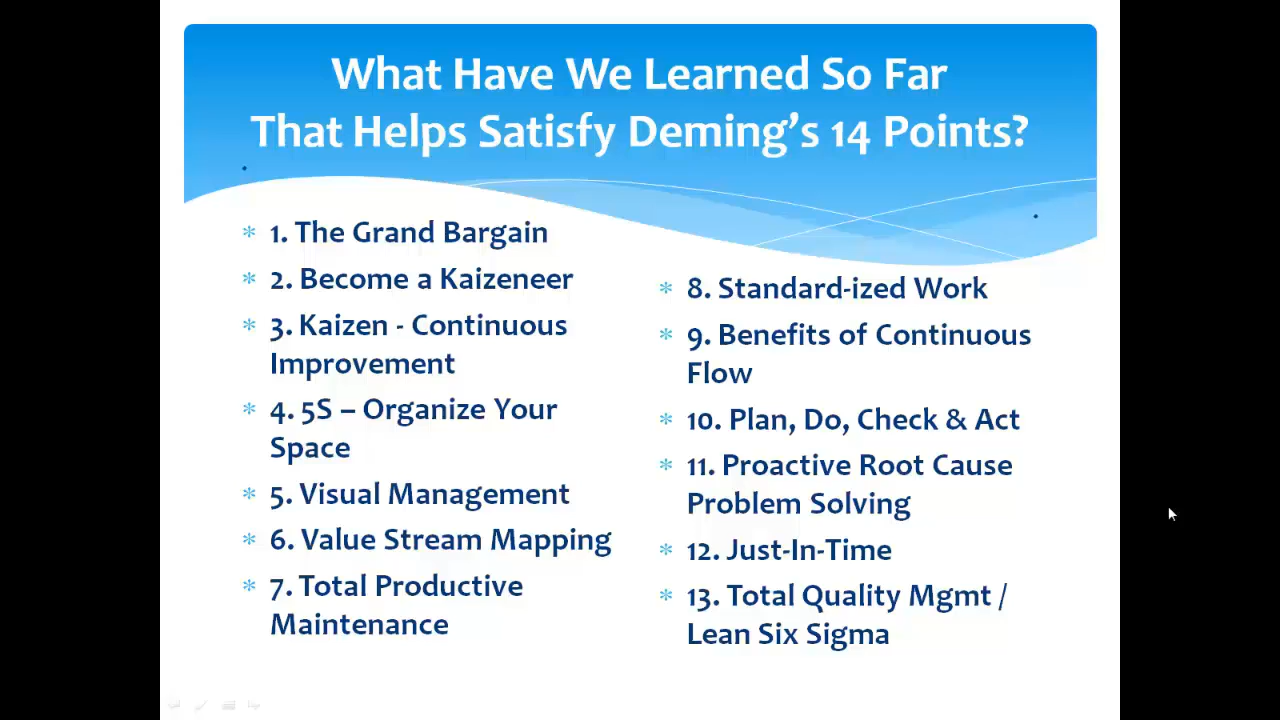 What Have We Learned So Far
That Helps Satisfy Deming’s 14 Points?
* 1. The Grand Bargain
* 2. Become a Kaizeneer
* 3. Kaizen - Continuous
Improvement
* 4. 5S – Organize Your
Space
* 5. Visual Management
* 6. Value Stream Mapping
* 7. Total Productive
Maintenance
* 8. Standard-ized Work
* 9. Benefits of Continuous
Flow
* 10. Plan, Do, Check & Act
* 11. Proactive Root Cause
Problem Solving
* 12. Just-In-Time
* 13. Total Quality Mgmt /
Lean Six Sigma